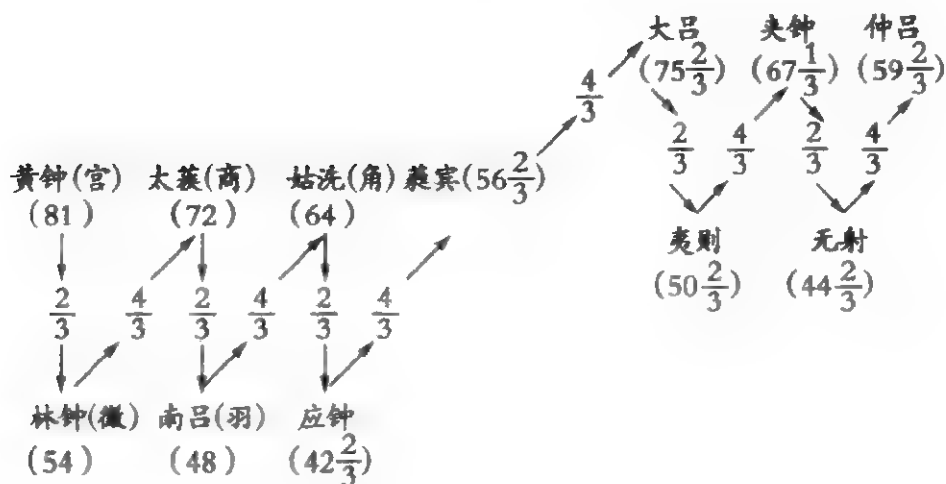 大吕 夹钟 仲吕
(75 2/3) (67 1/3) (59 2/3)
4/3
2/3 4/3 2/3 4/3
黄钟(宫) 太蔟(商) 姑洗(角) 蕤宾(56 2/3)
(81) (72) (64)
夷则 无射
(50 2/3) (44 2/3)
2/3 4/3 2/3 4/3 2/3 4/3
林钟(徵) 南吕(羽) 应钟
(54) (48) (42 2/3)